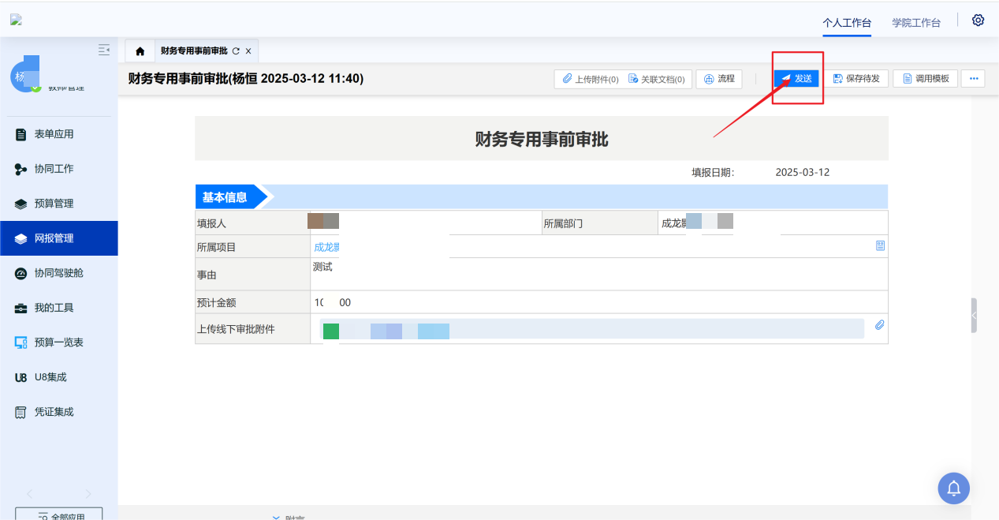 个人工作台 学院工作台
财务专用事前审批
杨
教师管理
财务专用事前审批(杨恒 2025-03-12 11:40)
上传附件(0) 关联文档(0) 流程 发送 保存待发 调用模板
表单应用
协同工作
预算管理
网报管理
协同驾驶舱
我的工具
预算一览表
U8 U8集成
凭证集成
全部应用
财务专用事前审批
填报日期: 2025-03-12
基本信息
填报人 所属部门 成龙
所属项目 成龙
事由 测试
预计金额 10 00
上传线下审批附件
附言